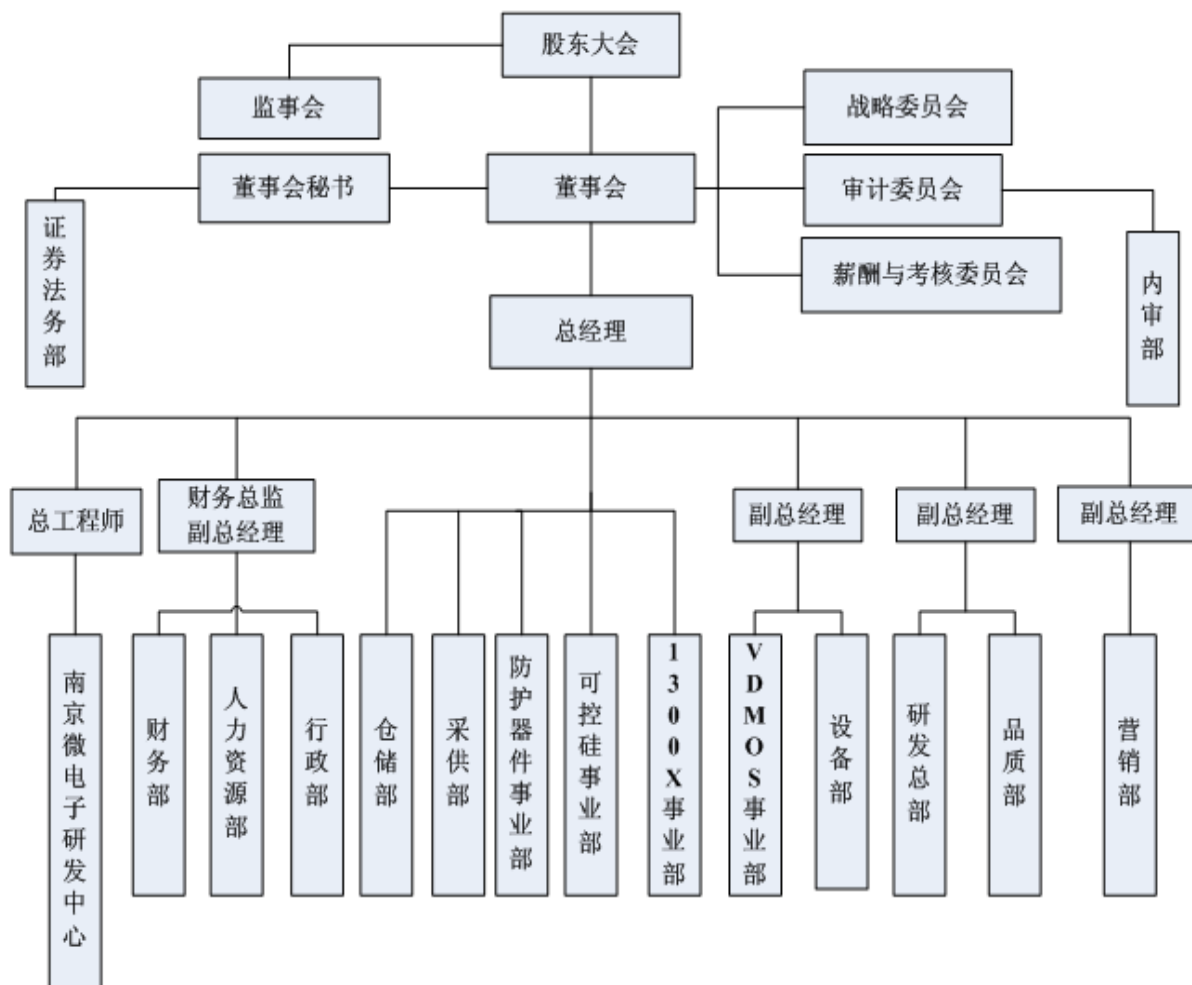 股东大会
监事会
战略委员会
董事会秘书
董事会
审计委员会
证券法务部
薪酬与考核委员会
内审部
总经理
总工程师
财务总监
副总经理
副总经理
副总经理
副总经理
南京微电子研发中心
财务部
人力资源部
行政部
仓储部
采供部
防护器件事业部
可控硅事业部
1300X事业部
VDMOS事业部
设备部
研发总部
品质部
营销部